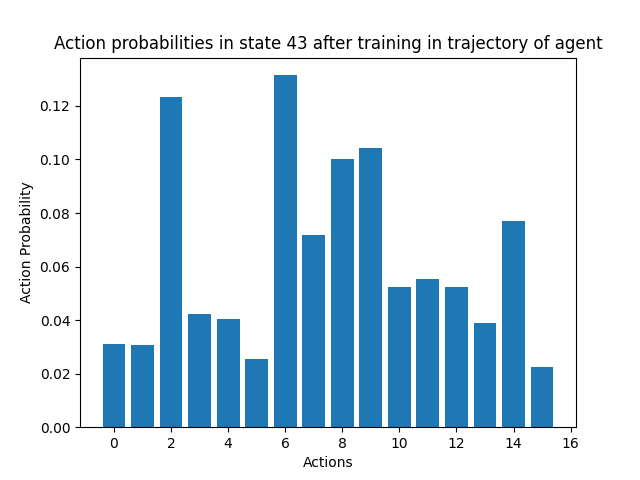 Action probabilities in state 43 after training in trajectory of agent
0.12
0.10
0.08
0.06
0.04
0.02
0.00
Action Probability
0 2 4 6 8 10 12 14 16
Actions